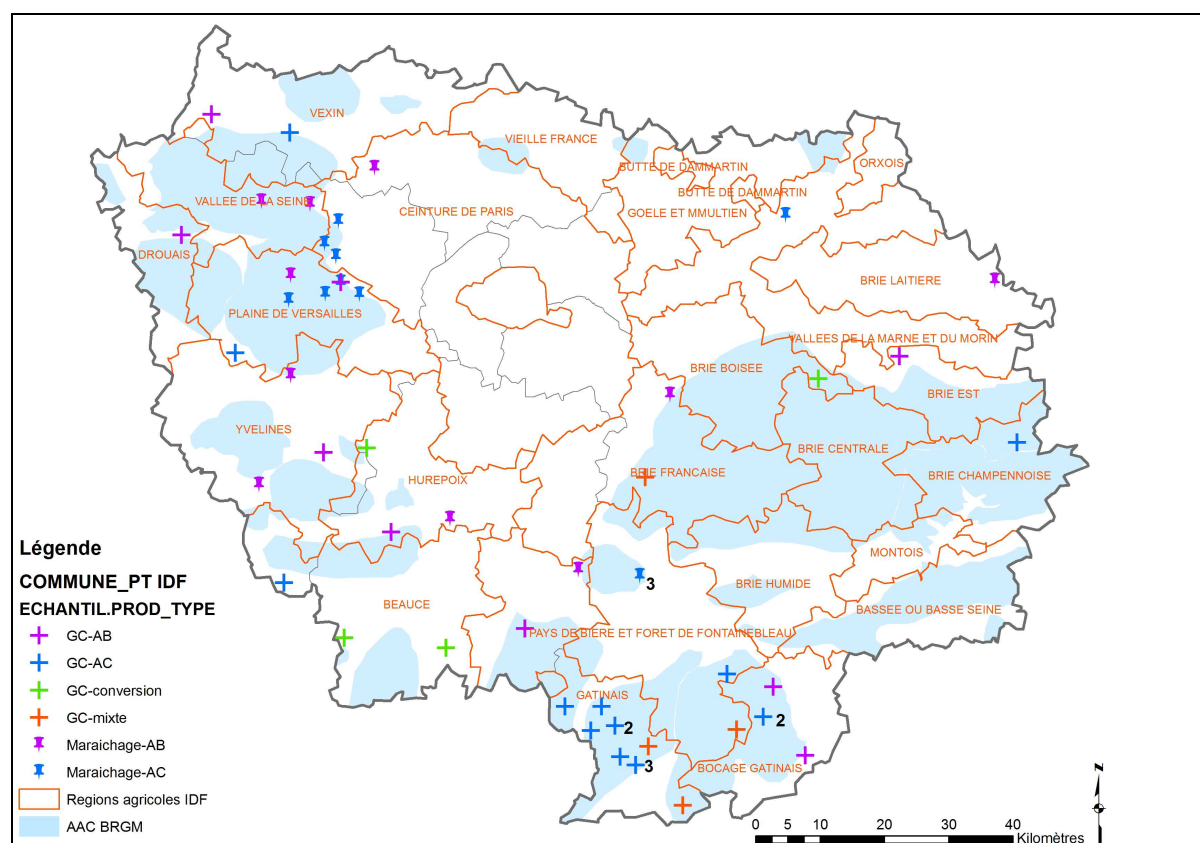 VEXIN
VIEILLE FRANCE
BUTTE DE DAMMARTIN
ORXOIS
BUTTE DE DAMMARTIN
VALLEE DE LA SEINE
CEINTURE DE PARIS
GOELE ET MMULTIEN
DROUAIS
BRIE LAITIERE
PLAINE DE VERSAILLES
VALLEES DE LA MARNE ET DU MORIN
BRIE BOISEE
BRIE EST
YVELINES
BRIE CENTRALE
HUREPOIX
BRIE FRANCAISE
BRIE CHAMPENNOISE
MONTOIS
3
BRIE HUMIDE
BEAUCE
BASSEE OU BASSE SEINE
PAYS DE BIERE ET FORET DE FONTAINEBLEAU
GATINAIS
2
2
3
BOCAGE GATINAIS
Légende
COMMUNE_PT IDF
ECHANTIL.PROD_TYPE
GC-AB
GC-AC
GC-conversion
GC-mixte
Maraichage-AB
Maraichage-AC
Regions agricoles IDF
AAC BRGM
N
0 5 10 20 30 40
Kilomètres